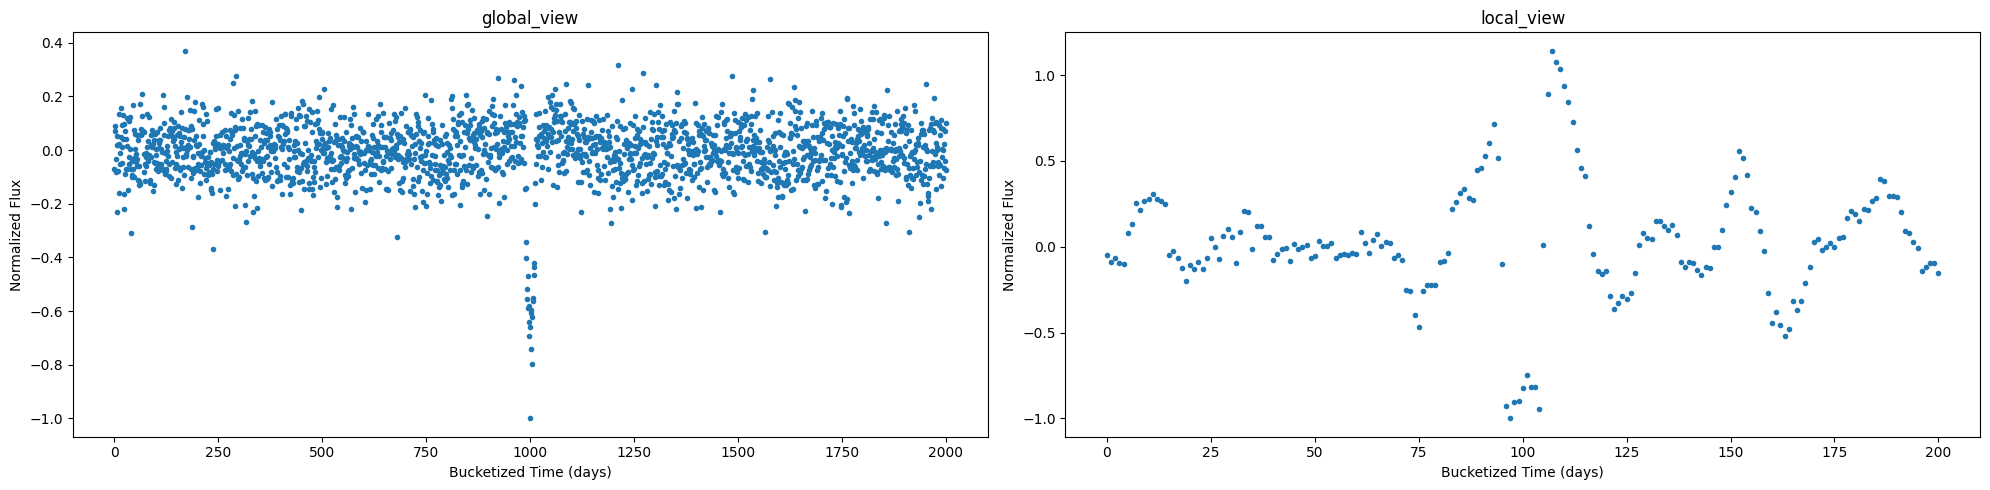 global_view
0.4
0.2
0.0
−0.2
−0.4
−0.6
−0.8
−1.0
Normalized Flux
0 250 500 750 1000 1250 1500 1750 2000
Bucketized Time (days)
local_view
1.0
0.5
0.0
−0.5
−1.0
Normalized Flux
0 25 50 75 100 125 150 175 200
Bucketized Time (days)